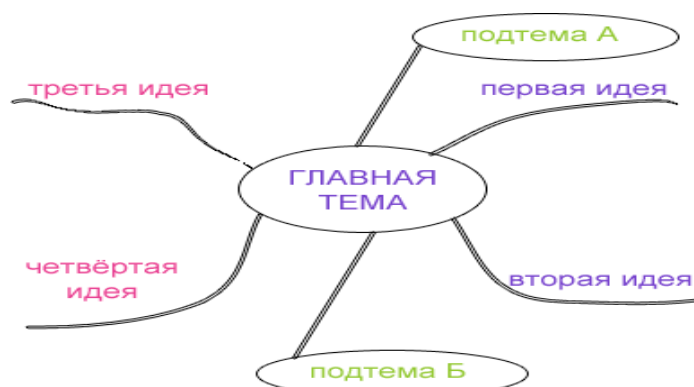 подтема А
третья идея
первая идея
ГЛАВНАЯ
ТЕМА
четвёртая
идея
вторая идея
подтема Б